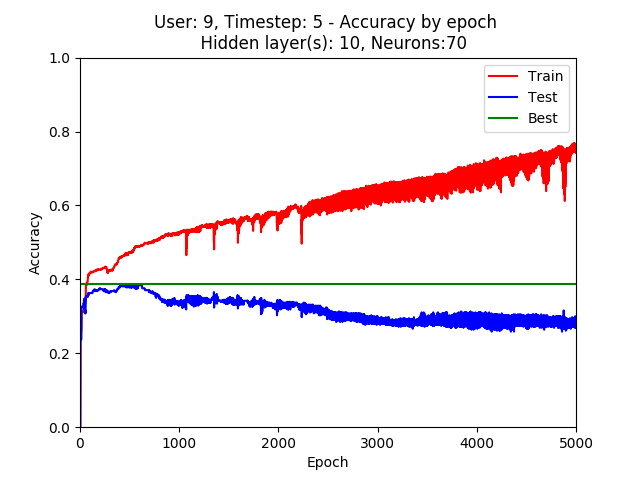 User: 9, Timestep: 5 - Accuracy by epoch
Hidden layer(s): 10, Neurons:70
1.0
0.8
0.6
0.4
0.2
0.0
Accuracy
Train
Test
Best
0
1000
2000
3000
4000
5000
Epoch